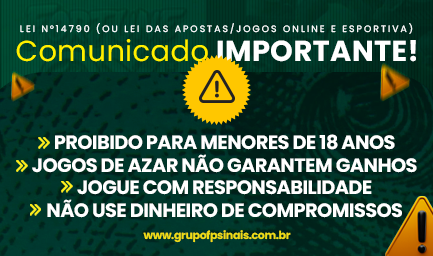 LEI Nº14790 (OU LEI DAS APOSTAS/JOGOS ONLINE E ESPORTIVA)
Comunicado IMPORTANTE!
PROIBIDO PARA MENORES DE 18 ANOS
JOGOS DE AZAR NÃO GARANTEM GANHOS
JOGUE COM RESPONSABILIDADE
NÃO USE DINHEIRO DE COMPROMISSOS
www.grupofpsinais.com.br